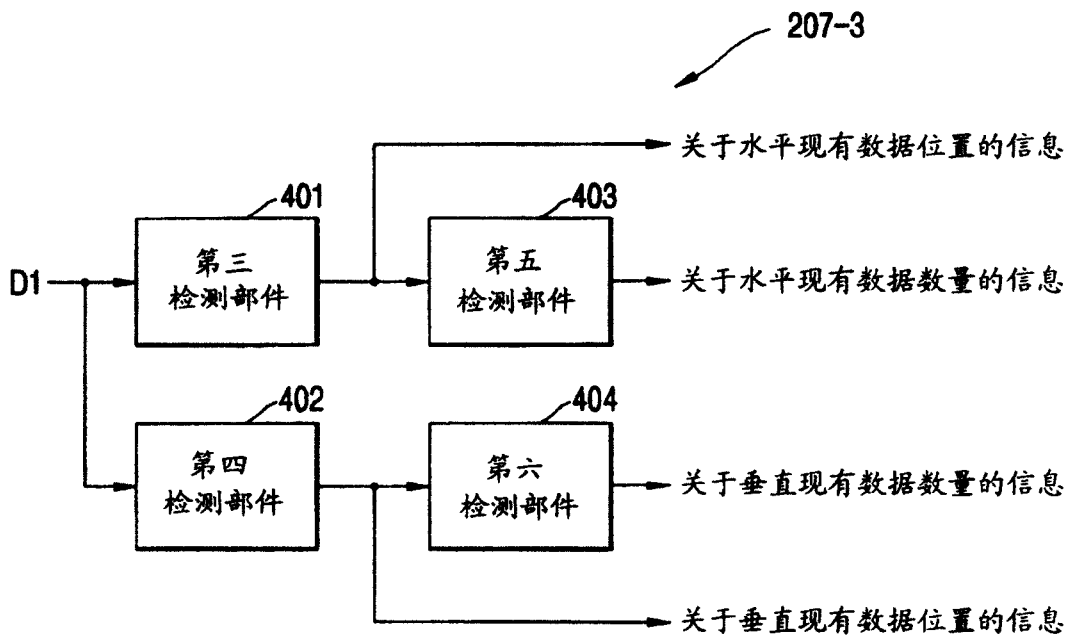 207-3
关于水平现有数据位置的信息
401
403
D1
第三
检测部件
第五
检测部件
关于水平现有数据数量的信息
402
404
第四
检测部件
第六
检测部件
关于垂直现有数据数量的信息
关于垂直现有数据位置的信息